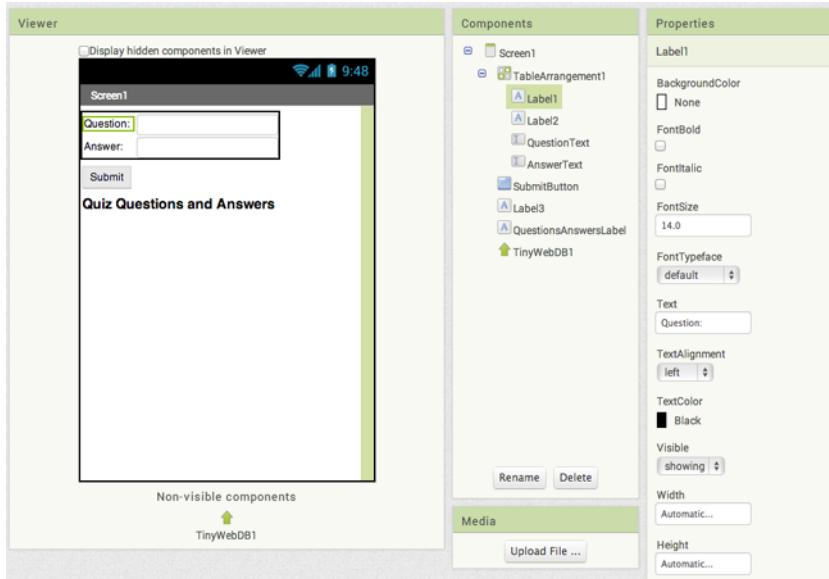 Viewer
Display hidden components in Viewer
9:48
Screen1
Question:
Answer:
Submit
Quiz Questions and Answers
Non-visible components
TinyWebDB1
Components
Screen1
TableArrangement1
A Label1
A Label2
QuestionText
AnswerText
SubmitButton
A Label3
A QuestionsAnswersLabel
TinyWebDB1
Rename
Delete
Media
Upload File ...
Properties
Label1
BackgroundColor
None
FontBold
FontItalic
FontSize
14.0
FontTypeface
default
Text
Question:
TextAlignment
left
TextColor
Black
Visible
showing
Width
Automatic...
Height
Automatic...